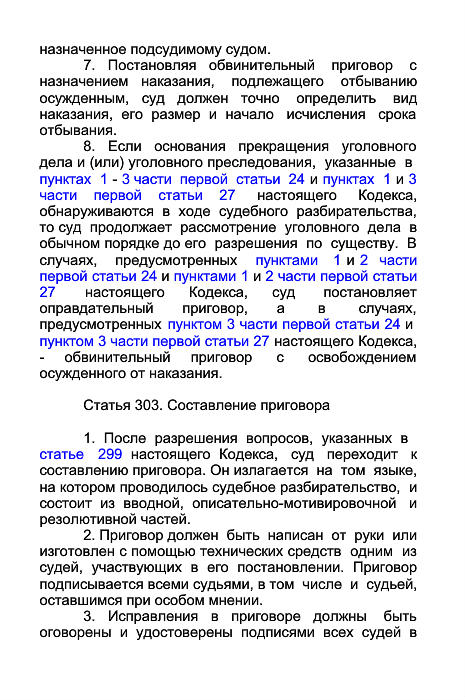 назначенное подсудимому судом.
7. Постановляя обвинительный приговор с
назначением наказания, подлежащего отбыванию
осужденным, суд должен точно определить вид
наказания, его размер и начало исчисления срока
отбывания.
8. Если основания прекращения уголовного
дела и (или) уголовного преследования, указанные в
пунктах 1 - 3 части первой статьи 24 и пунктах 1 и 3
части первой статьи 27 настоящего Кодекса,
обнаруживаются в ходе судебного разбирательства,
то суд продолжает рассмотрение уголовного дела в
обычном порядке до его разрешения по существу. В
случаях, предусмотренных пунктами 1 и 2 части
первой статьи 24 и пунктами 1 и 2 части первой статьи
27 настоящего Кодекса, суд постановляет
оправдательный приговор, а в случаях,
предусмотренных пунктом 3 части первой статьи 24 и
пунктом 3 части первой статьи 27 настоящего Кодекса,
- обвинительный приговор с освобождением
осужденного от наказания.
Статья 303. Составление приговора
1. После разрешения вопросов, указанных в
статье 299 настоящего Кодекса, суд переходит к
составлению приговора. Он излагается на том языке,
на котором проводилось судебное разбирательство, и
состоит из вводной, описательно-мотивировочной и
резолютивной частей.
2. Приговор должен быть написан от руки или
изготовлен с помощью технических средств одним из
судей, участвующих в его постановлении. Приговор
подписывается всеми судьями, в том числе и судьей,
оставшимся при особом мнении.
3. Исправления в приговоре должны быть
оговорены и удостоверены подписями всех судей в